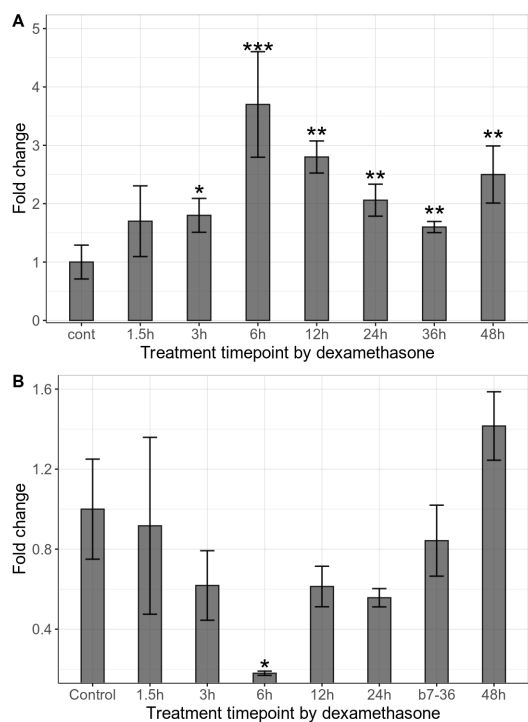 A
5
4
3
2
1
0
Fold change
***
**
**
**
**
*
cont 1.5h 3h 6h 12h 24h 36h 48h
Treatment timepoint by dexamethasone
B
1.6
1.2
0.8
0.4
Fold change
*
Control 1.5h 3h 6h 12h 24h b7-36 48h
Treatment timepoint by dexamethasone